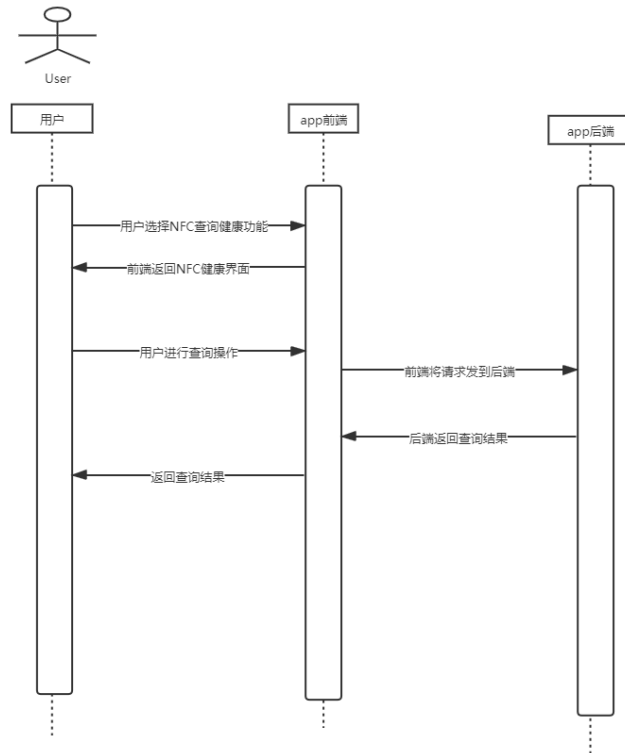 User
用户
app前端
app后端
用户选择NFC查询健康功能
前端返回NFC健康界面
用户进行查询操作
前端将请求发到后端
后端返回查询结果
返回查询结果